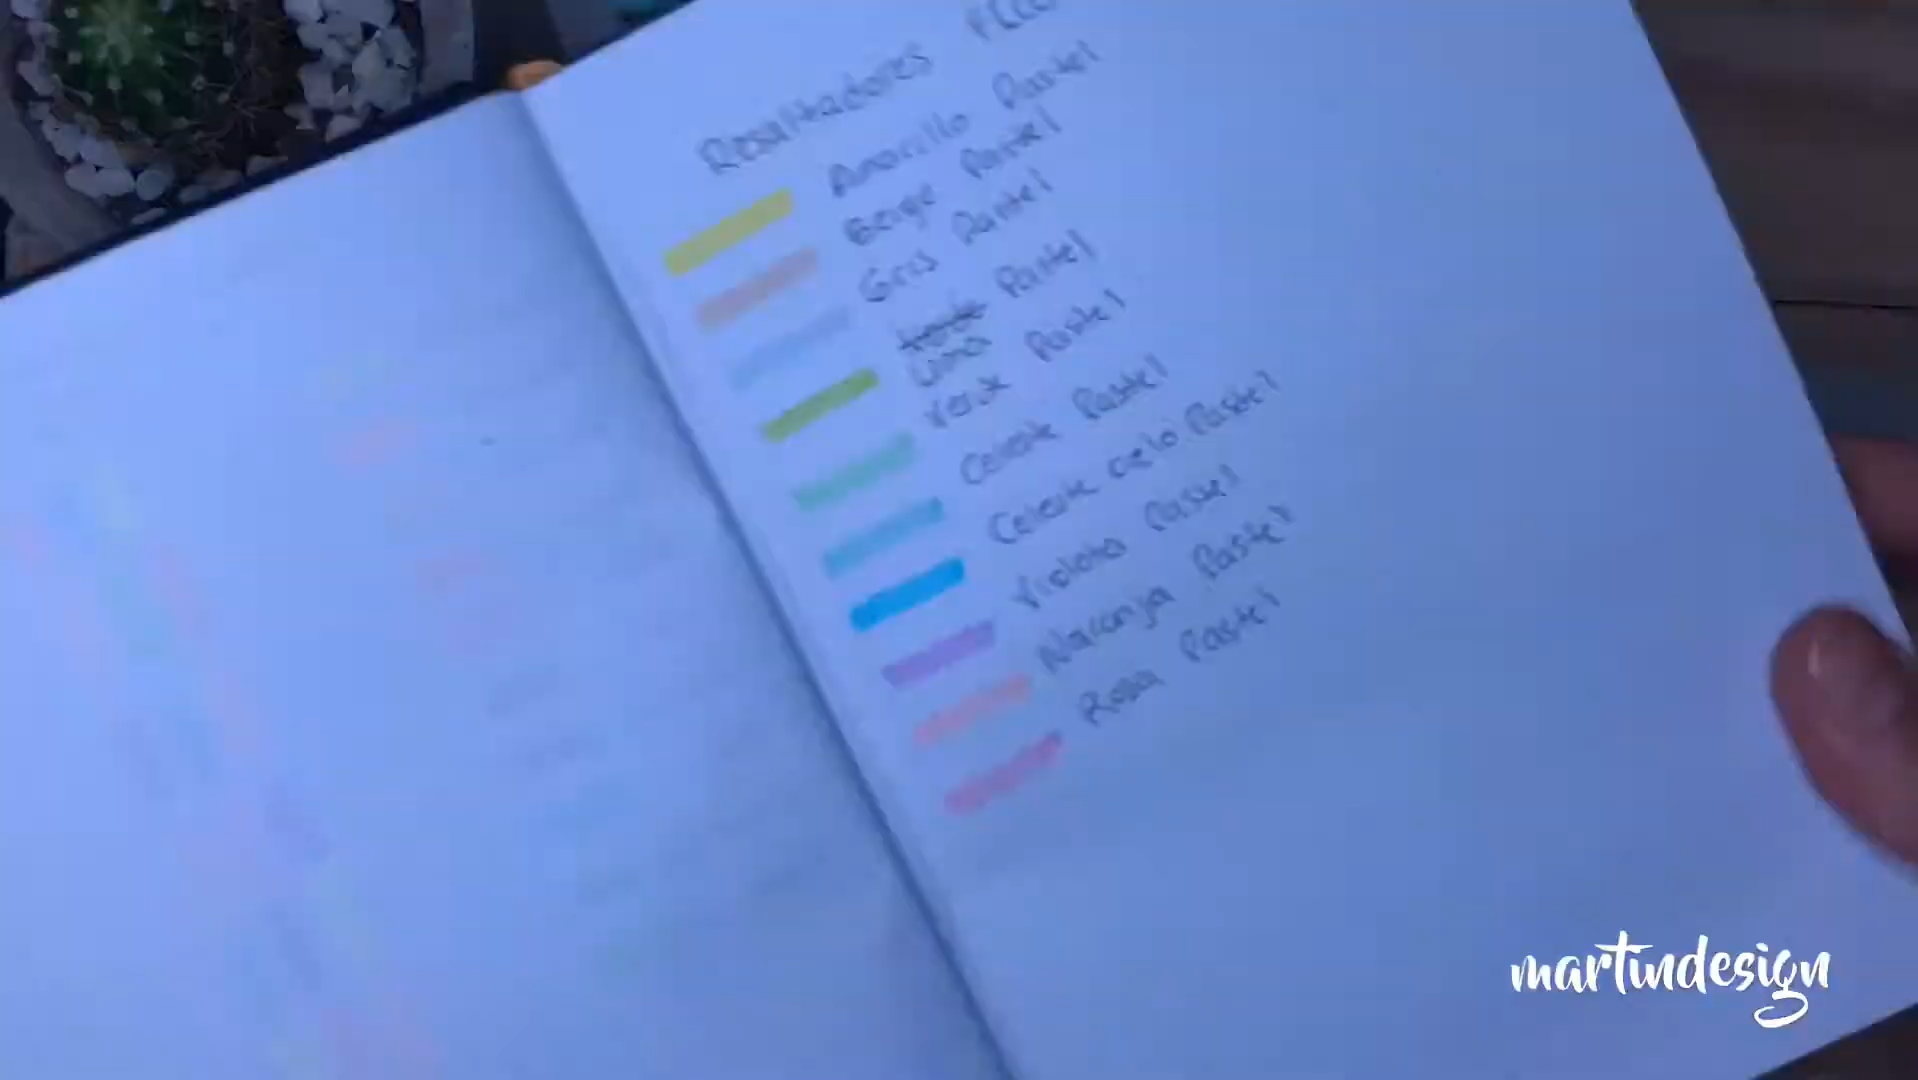 Resaltadores
Amarillo Pastel
Beige Pastel
Gris Pastel
Pastel
Lima
Verde Pastel
Celeste Pastel
Celeste cielo Pastel
Violeta Pastel
Naranja Pastel
Rosa Pastel
martindesign